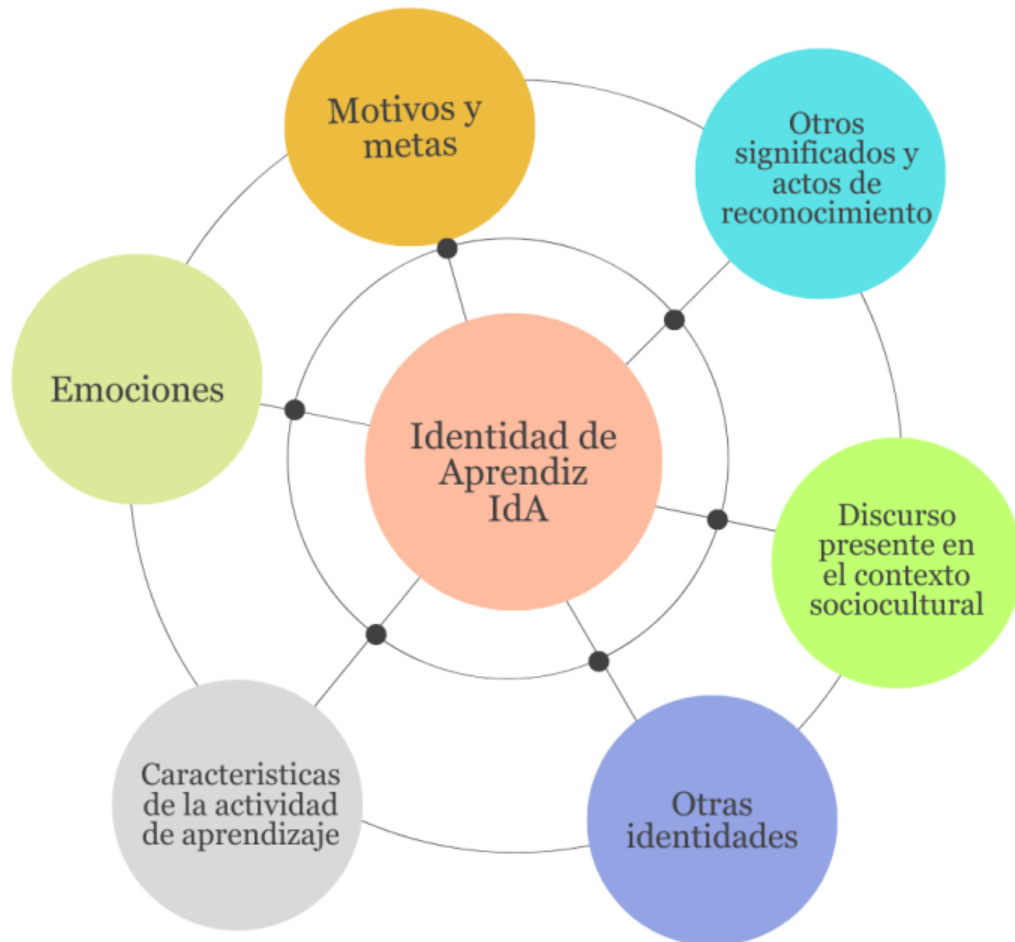 Motivos y
metas
Otros
significados y
actos de
reconocimiento
Emociones
Identidad de
Aprendiz
IdA
Discurso
presente en
el contexto
sociocultural
Caracteristicas
de la actividad
de aprendizaje
Otras
identidades